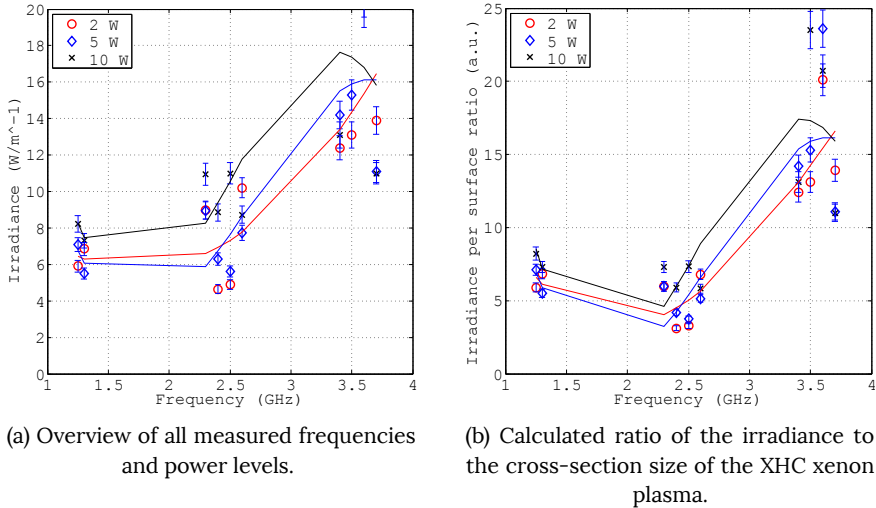 20
18
16
14
12
10
8
6
4
2
0
Irradiance (W/m^-1)
2 W
5 W
10 W
1
1.5
2
2.5
3
3.5
4
Frequency (GHz)
(a) Overview of all measured frequencies
and power levels.
25
20
15
10
5
0
Irradiance per surface ratio (a.u.)
2 W
5 W
10 W
1
1.5
2
2.5
3
3.5
4
Frequency (GHz)
(b) Calculated ratio of the irradiance to
the cross-section size of the XHC xenon
plasma.